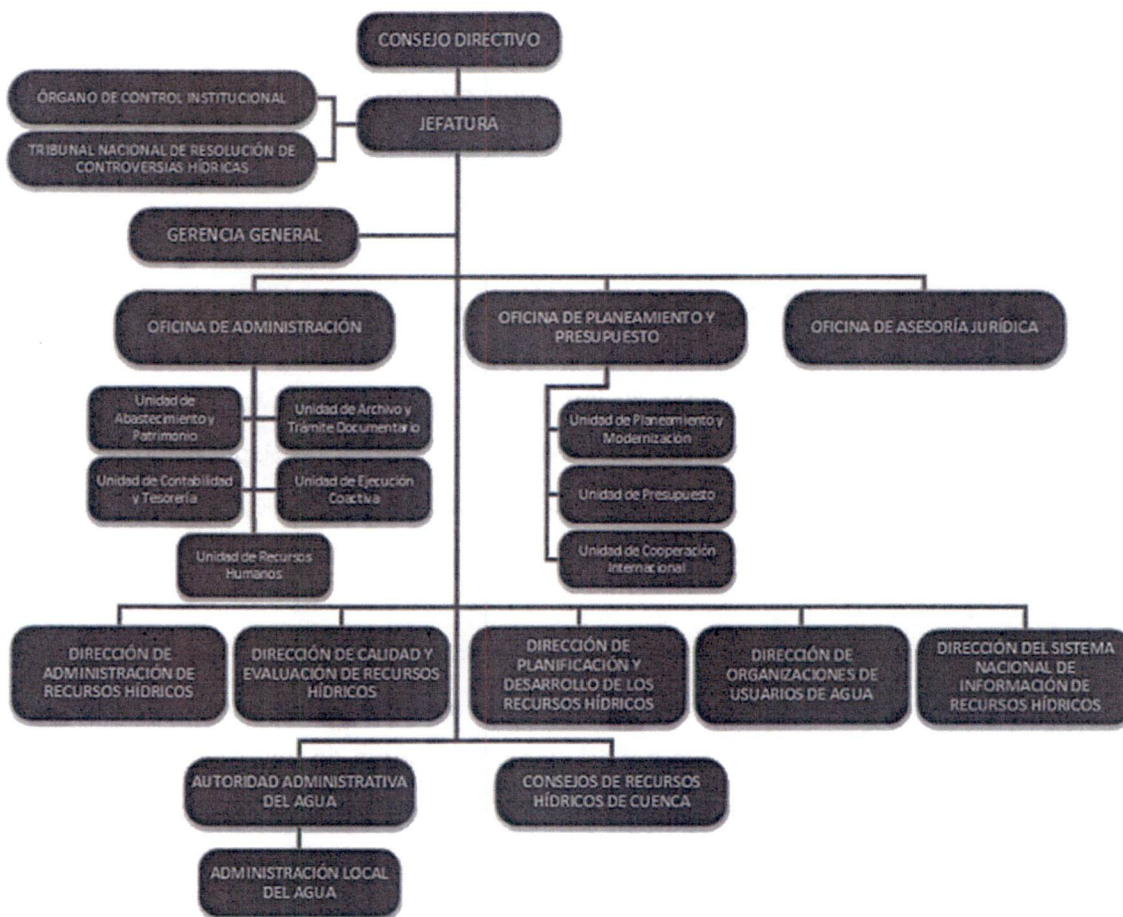 CONSEJO DIRECTIVO
ÓRGANO DE CONTROL INSTITUCIONAL
JEFATURA
TRIBUNAL NACIONAL DE RESOLUCIÓN DE
CONTROVERSIAS HÍDRICAS
GERENCIA GENERAL
OFICINA DE ADMINISTRACIÓN
OFICINA DE PLANEAMIENTO Y
PRESUPUESTO
OFICINA DE ASESORÍA JURÍDICA
Unidad de
Abastecimiento y
Patrimonio
Unidad de Archivo y
Trámite Documentario
Unidad de Contabilidad
y Tesorería
Unidad de Ejecución
Coactiva
Unidad de Recursos
Humanos
Unidad de Planeamiento y
Modernización
Unidad de Presupuesto
Unidad de Cooperación
Internacional
DIRECCIÓN DE
ADMINISTRACIÓN DE
RECURSOS HÍDRICOS
DIRECCIÓN DE CALIDAD Y
EVALUACIÓN DE RECURSOS
HÍDRICOS
DIRECCIÓN DE
PLANIFICACIÓN Y
DESARROLLO DE LOS
RECURSOS HÍDRICOS
DIRECCIÓN DE
ORGANIZACIONES DE
USUARIOS DE AGUA
DIRECCIÓN DEL SISTEMA
NACIONAL DE
INFORMACIÓN DE
RECURSOS HÍDRICOS
AUTORIDAD ADMINISTRATIVA
DEL AGUA
CONSEJOS DE RECURSOS
HÍDRICOS DE CUENCA
ADMINISTRACIÓN LOCAL
DEL AGUA